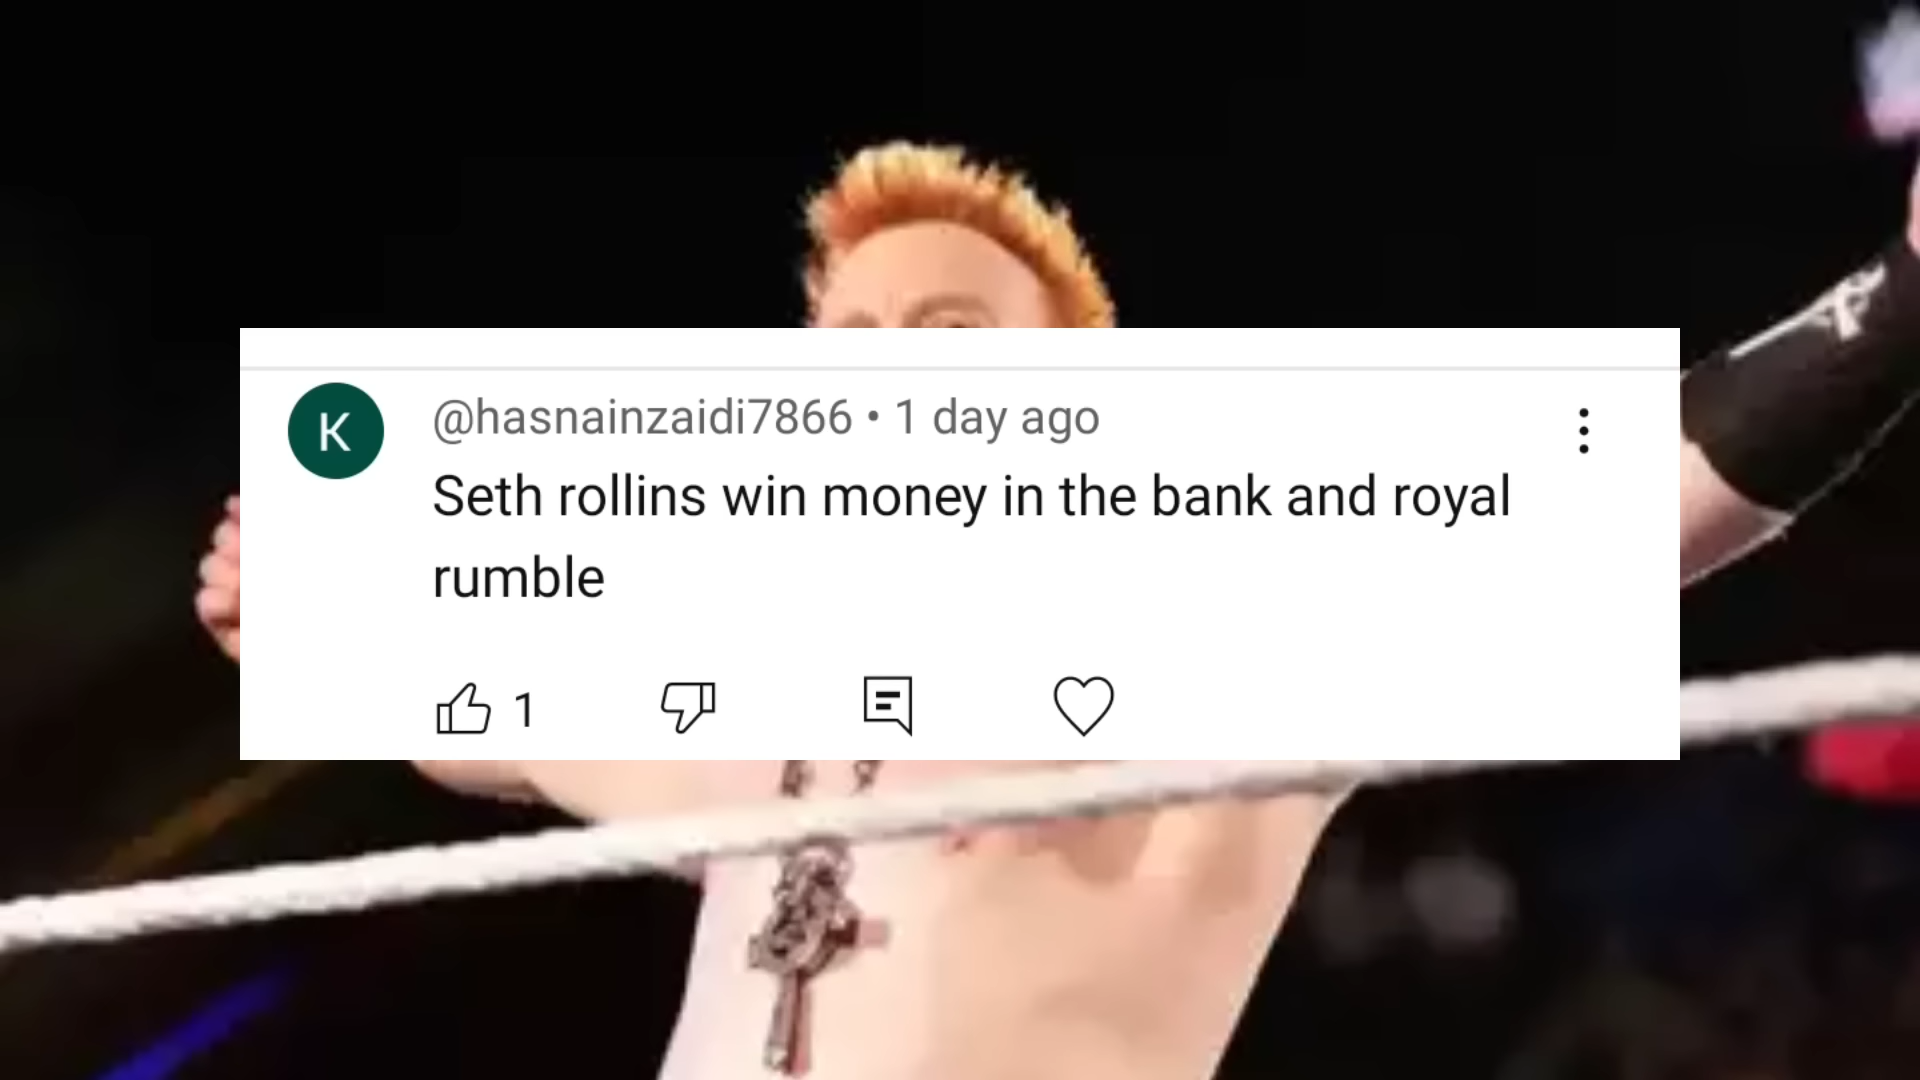 K
@hasnainzaidi7866 • 1 day ago
Seth rollins win money in the bank and royal
rumble
1